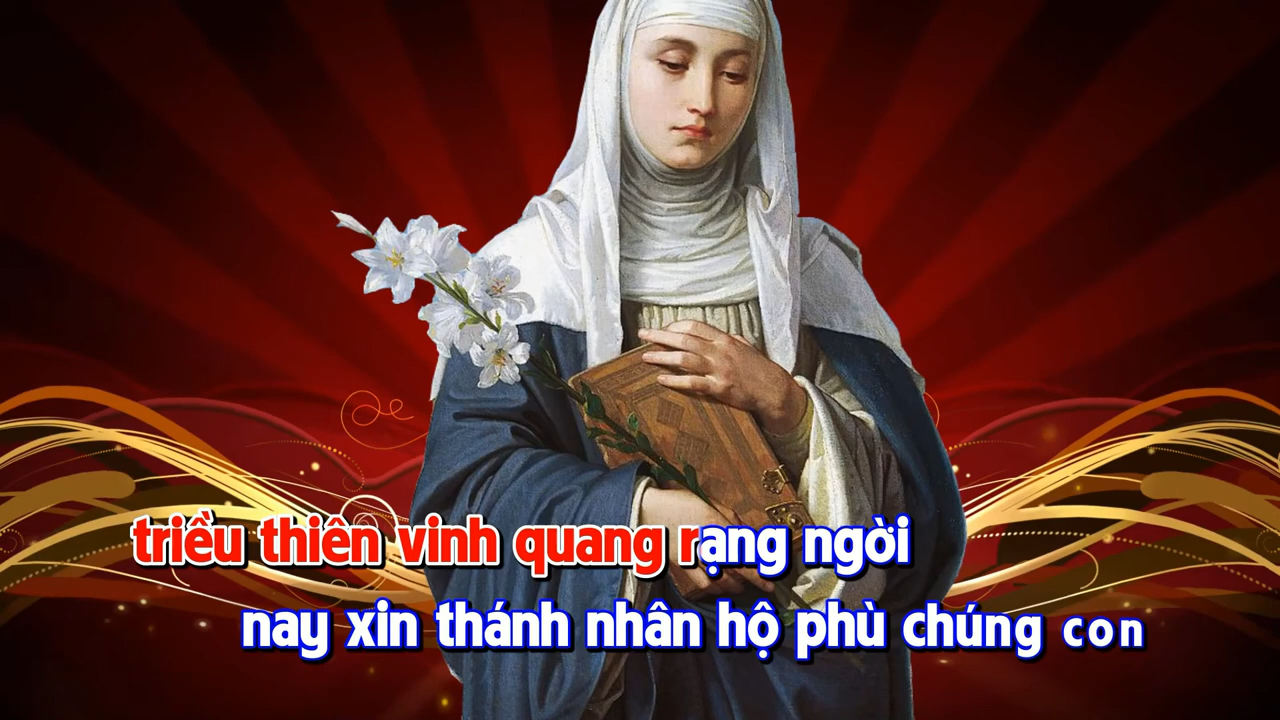 triều thiên vinh quang rạng ngời
nay xin thánh nhân hộ phù chúng con